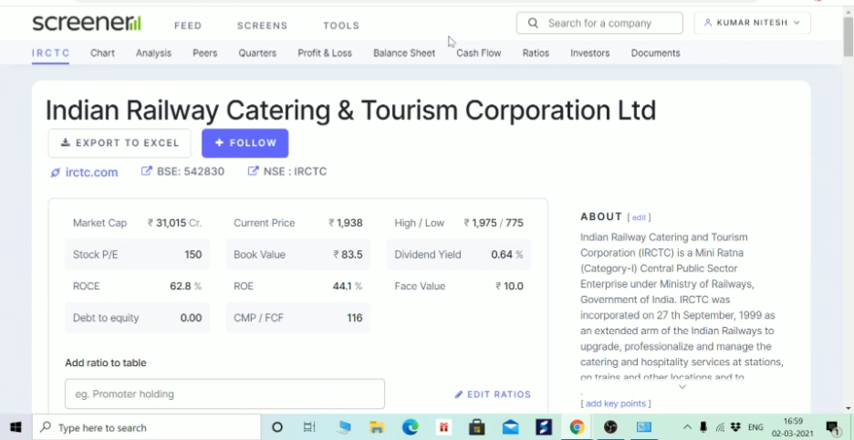 screener
FEED SCREENS TOOLS
Search for a company
KUMAR NITESH
IRCTC Chart Analysis Peers Quarters Profit & Loss Balance Sheet Cash Flow Ratios Investors Documents
Indian Railway Catering & Tourism Corporation Ltd
EXPORT TO EXCEL
+ FOLLOW
irctc.com BSE: 542830 NSE : IRCTC
Market Cap ₹ 31,015 Cr. Current Price ₹ 1,938 High / Low ₹ 1,975 / 775
Stock P/E 150 Book Value ₹ 83.5 Dividend Yield 0.64 %
ROCE 62.8 % ROE 44.1 % Face Value ₹ 10.0
Debt to equity 0.00 CMP / FCF 116
Add ratio to table
eg. Promoter holding
EDIT RATIOS
ABOUT [ edit ]
Indian Railway Catering and Tourism
Corporation (IRCTC) is a Mini Ratna
(Category-I) Central Public Sector
Enterprise under Ministry of Railways,
Government of India. IRCTC was
incorporated on 27 th September, 1999 as
an extended arm of the Indian Railways to
upgrade, professionalize and manage the
catering and hospitality services at stations,
on trains and other locations and to
[ add key points ]
Type here to search
ENG
16:59
02-03-2021